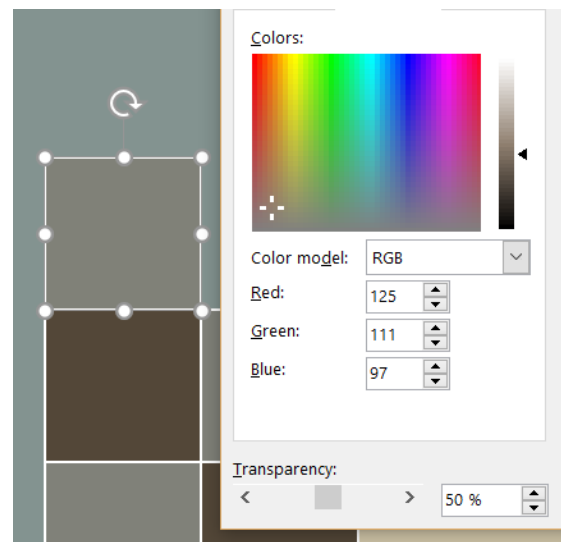 Colors:
Color model: RGB
Red: 125
Green: 111
Blue: 97
Transparency:
50 %